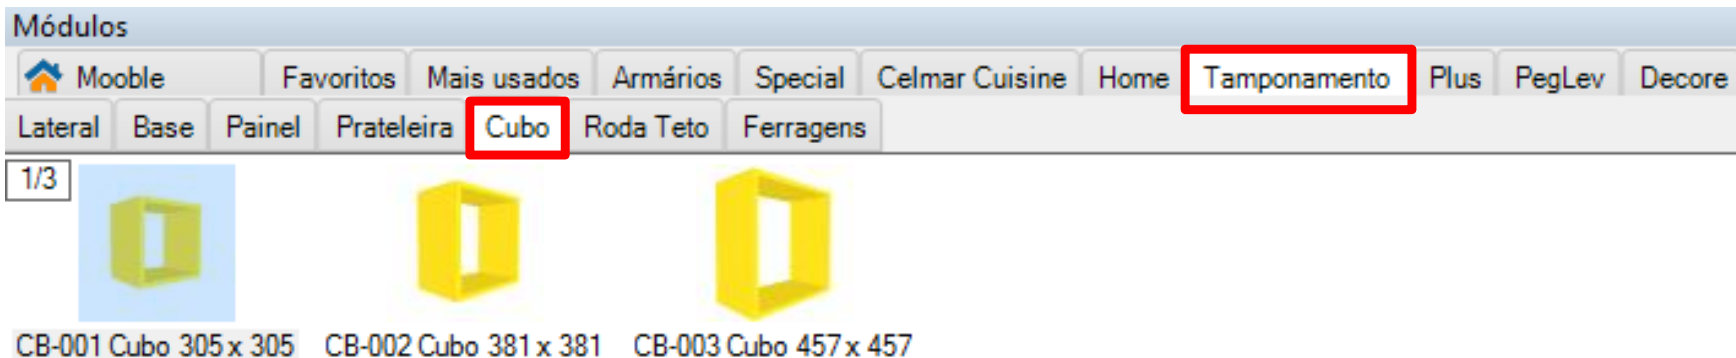 Módulos
Mooble Favoritos Mais usados Armários Special Celmar Cuisine Home Tamponamento Plus PegLev Decore
Lateral Base Painel Prateleira Cubo Roda Teto Ferragens
1/3
CB-001 Cubo 305 x 305 CB-002 Cubo 381 x 381 CB-003 Cubo 457 x 457